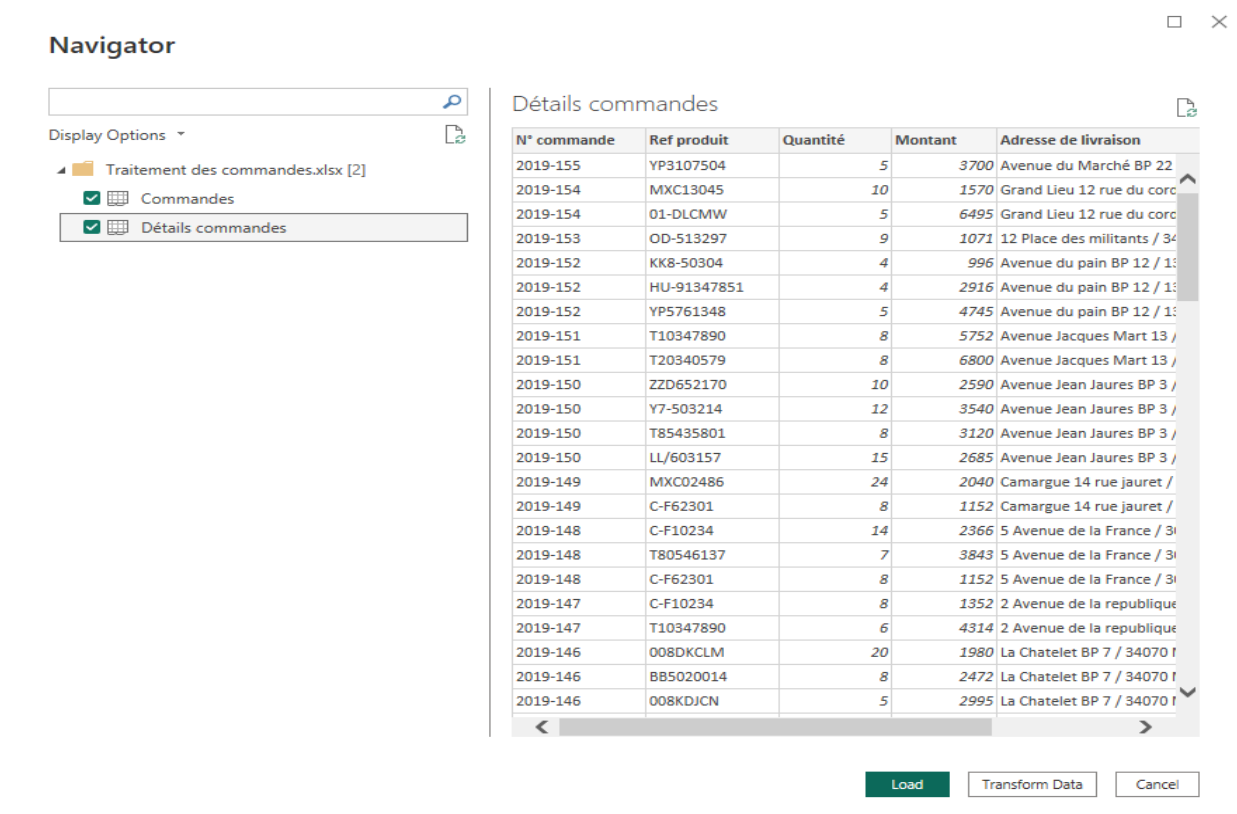 Navigator
Display Options
Traitement des commandes.xlsx [2]
Commandes
Détails commandes
Détails commandes
N° commande Ref produit Quantité Montant Adresse de livraison
2019-155 YP3107504 5 3700 Avenue du Marché BP 22
2019-154 MXC13045 10 1570 Grand Lieu 12 rue du
2019-154 01-DLCMW 5 6495 Grand Lieu 12 rue du
2019-153 OD-513297 9 1071 12 Place des militants /
2019-152 KK8-50304 4 996 Avenue du pain BP 12 /
2019-152 HU-91347851 4 2916 Avenue du pain BP 12 /
2019-152 YP5761348 5 4745 Avenue du pain BP 12 /
2019-151 T10347890 8 5752 Avenue Jacques Mart 13 /
2019-151 T20340579 8 6800 Avenue Jacques Mart 13 /
2019-150 ZZD652170 10 2590 Avenue Jean Jaures BP 3 /
2019-150 Y7-503214 12 3540 Avenue Jean Jaures BP 3 /
2019-150 T85435801 8 3120 Avenue Jean Jaures BP 3 /
2019-150 LL/603157 15 2685 Avenue Jean Jaures BP 3 /
2019-149 MXC02486 24 2040 Camargue 14 rue jauret /
2019-149 C-F62301 8 1152 Camargue 14 rue jauret /
2019-148 C-F10234 14 2366 5 Avenue de la France /
2019-148 T80546137 7 3843 5 Avenue de la France /
2019-148 C-F62301 8 1152 5 Avenue de la France /
2019-147 C-F10234 8 1352 2 Avenue de la republique
2019-147 T10347890 6 4314 2 Avenue de la republique
2019-146 008DKCLM 20 1980 La Chatelet BP 7 / 34070
2019-146 BB5020014 8 2472 La Chatelet BP 7 / 34070
2019-146 008KDJCN 5 2995 La Chatelet BP 7 / 34070
Load Transform Data Cancel